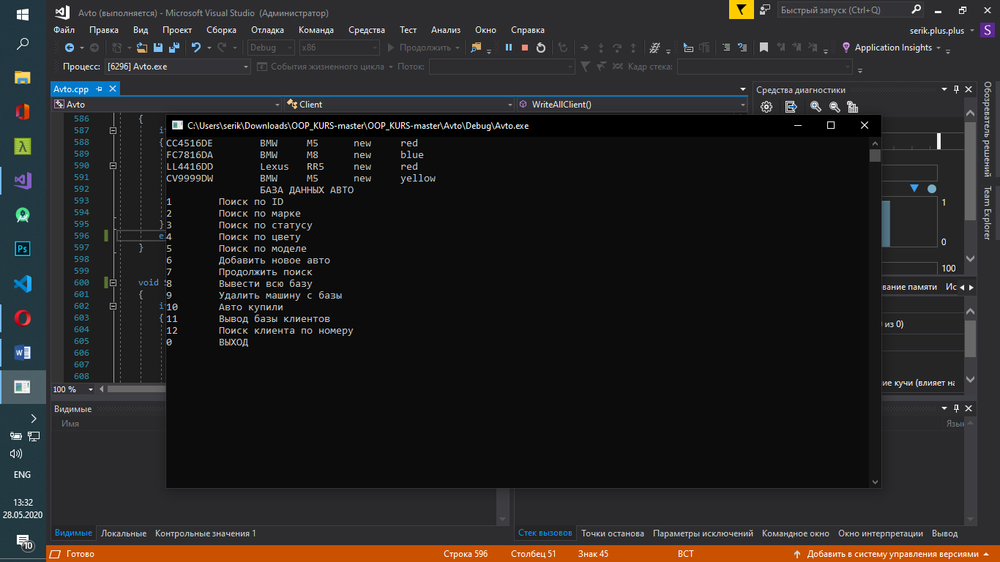 Avto (выполняется) - Microsoft Visual Studio (Администратор)
Быстрый запуск (Ctrl+Q)
Файл Правка Вид Проект Сборка Отладка Команда Средства Тест Анализ Окно Справка
serik.plus.plus S
Debug x86 Продолжить Application Insights
Процесс: [6296] Avto.exe События жизненного цикла Поток: Кадр стека:
Avto.cpp
Средства диагностики
Avto Client WriteAllClient()
C:\Users\serik\Downloads\OOP_KURS-master\OOP_KURS-master\Avto\Debug\Avto.exe
CC4516DE BMW M5 new red
FC7816DA BMW M8 new blue
LL4416DD Lexus RR5 new red
CV9999DW BMW M5 new yellow
БАЗА ДАННЫХ АВТО
1 Поиск по ID
2 Поиск по марке
3 Поиск по статусу
4 Поиск по цвету
5 Поиск по моделе
6 Добавить новое авто
7 Продолжить поиск
8 Вывести всю базу
9 Удалить машину с базы
10 Авто купили
11 Вывод базы клиентов
12 Поиск клиента по номеру
0 ВЫХОД
586 {
587
588 {
589
590
591
592
593
594
595 }
596 e
597 }
598
600 void
601 {
602
603 {
604
605
606
607
608
100 %
1
0
100
Ис
из 0)
Обозреватель решений
Team Explorer
Видимые
Имя
Видимые Локальные Контрольные значения 1
Стек вызовов Точки останова Параметры исключений Командное окно Окно интерпретации Вывод
Готово Строка 596 Столбец 51 Знак 45 ВСТ Добавить в систему управления версиями
Ps
ENG
13:32
28.05.2020
10